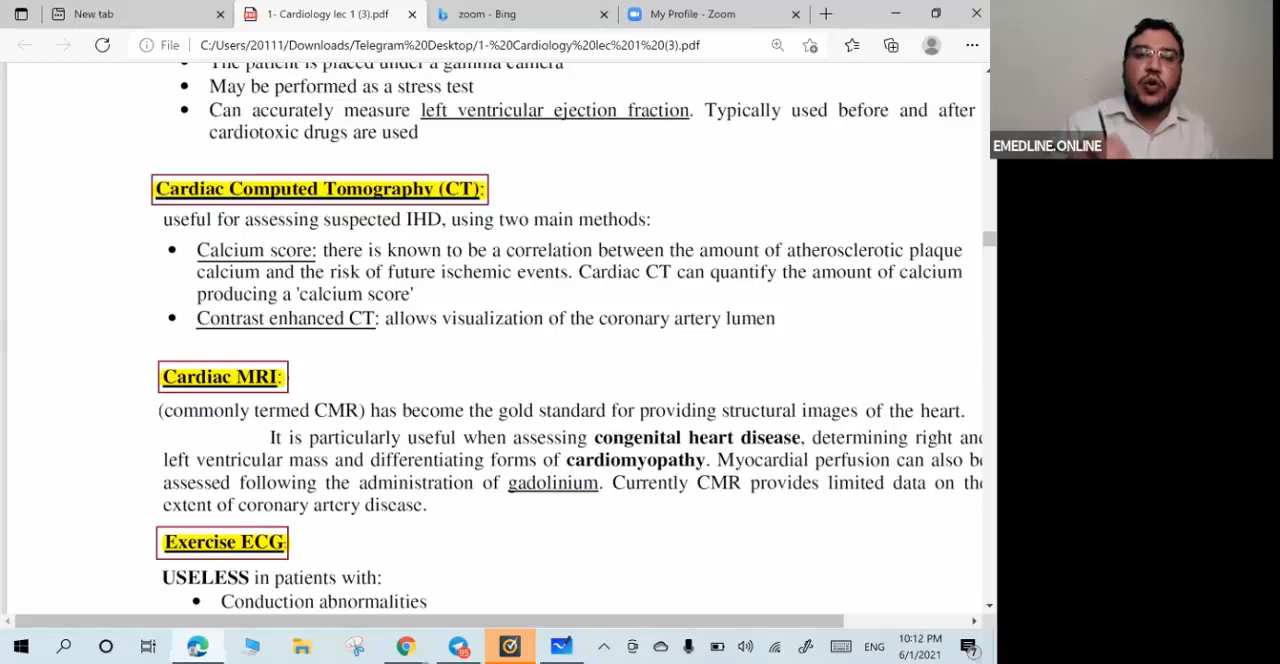 New tab
1- Cardiology lec 1 (3).pdf
zoom - Bing
My Profile - Zoom
File
C:/Users/20111/Downloads/Telegram%20Desktop/1-%20Cardiology%20lec%201%20(3).pdf
The patient is placed under a gamma camera
• May be performed as a stress test
• Can accurately measure left ventricular ejection fraction. Typically used before and after
cardiotoxic drugs are used
EMEDLINE.ONLINE
Cardiac Computed Tomography (CT):
useful for assessing suspected IHD, using two main methods:
• Calcium score: there is known to be a correlation between the amount of atherosclerotic plaque
calcium and the risk of future ischemic events. Cardiac CT can quantify the amount of calcium
producing a 'calcium score'
• Contrast enhanced CT: allows visualization of the coronary artery lumen
Cardiac MRI:
(commonly termed CMR) has become the gold standard for providing structural images of the heart.
It is particularly useful when assessing congenital heart disease, determining right and
left ventricular mass and differentiating forms of cardiomyopathy. Myocardial perfusion can also be
assessed following the administration of gadolinium. Currently CMR provides limited data on the
extent of coronary artery disease.
Exercise ECG:
USELESS in patients with:
• Conduction abnormalities
ENG
10:12 PM
6/1/2021